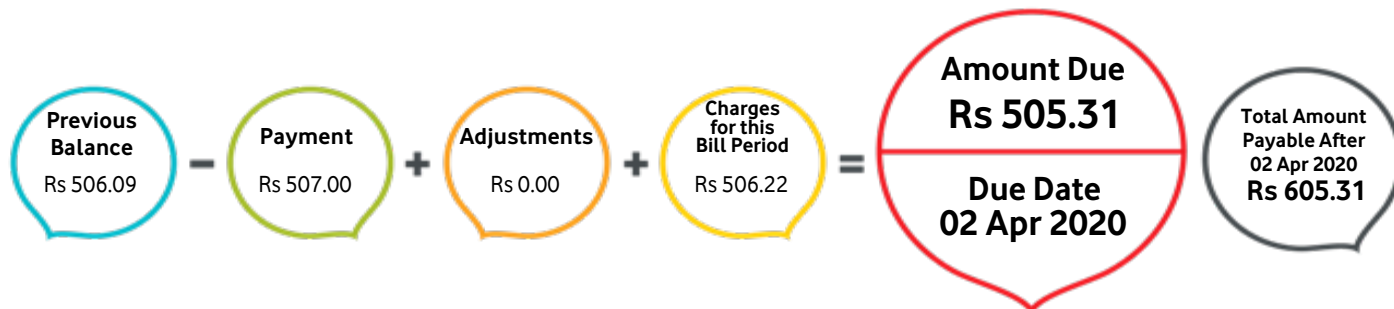 Previous
Balance
Rs 506.09
-
Payment
Rs 507.00
+
Adjustments
Rs 0.00
+
Charges
for this
Bill Period
Rs 506.22
=
Amount Due
Rs 505.31
Due Date
02 Apr 2020
Total Amount
Payable After
02 Apr 2020
Rs 605.31